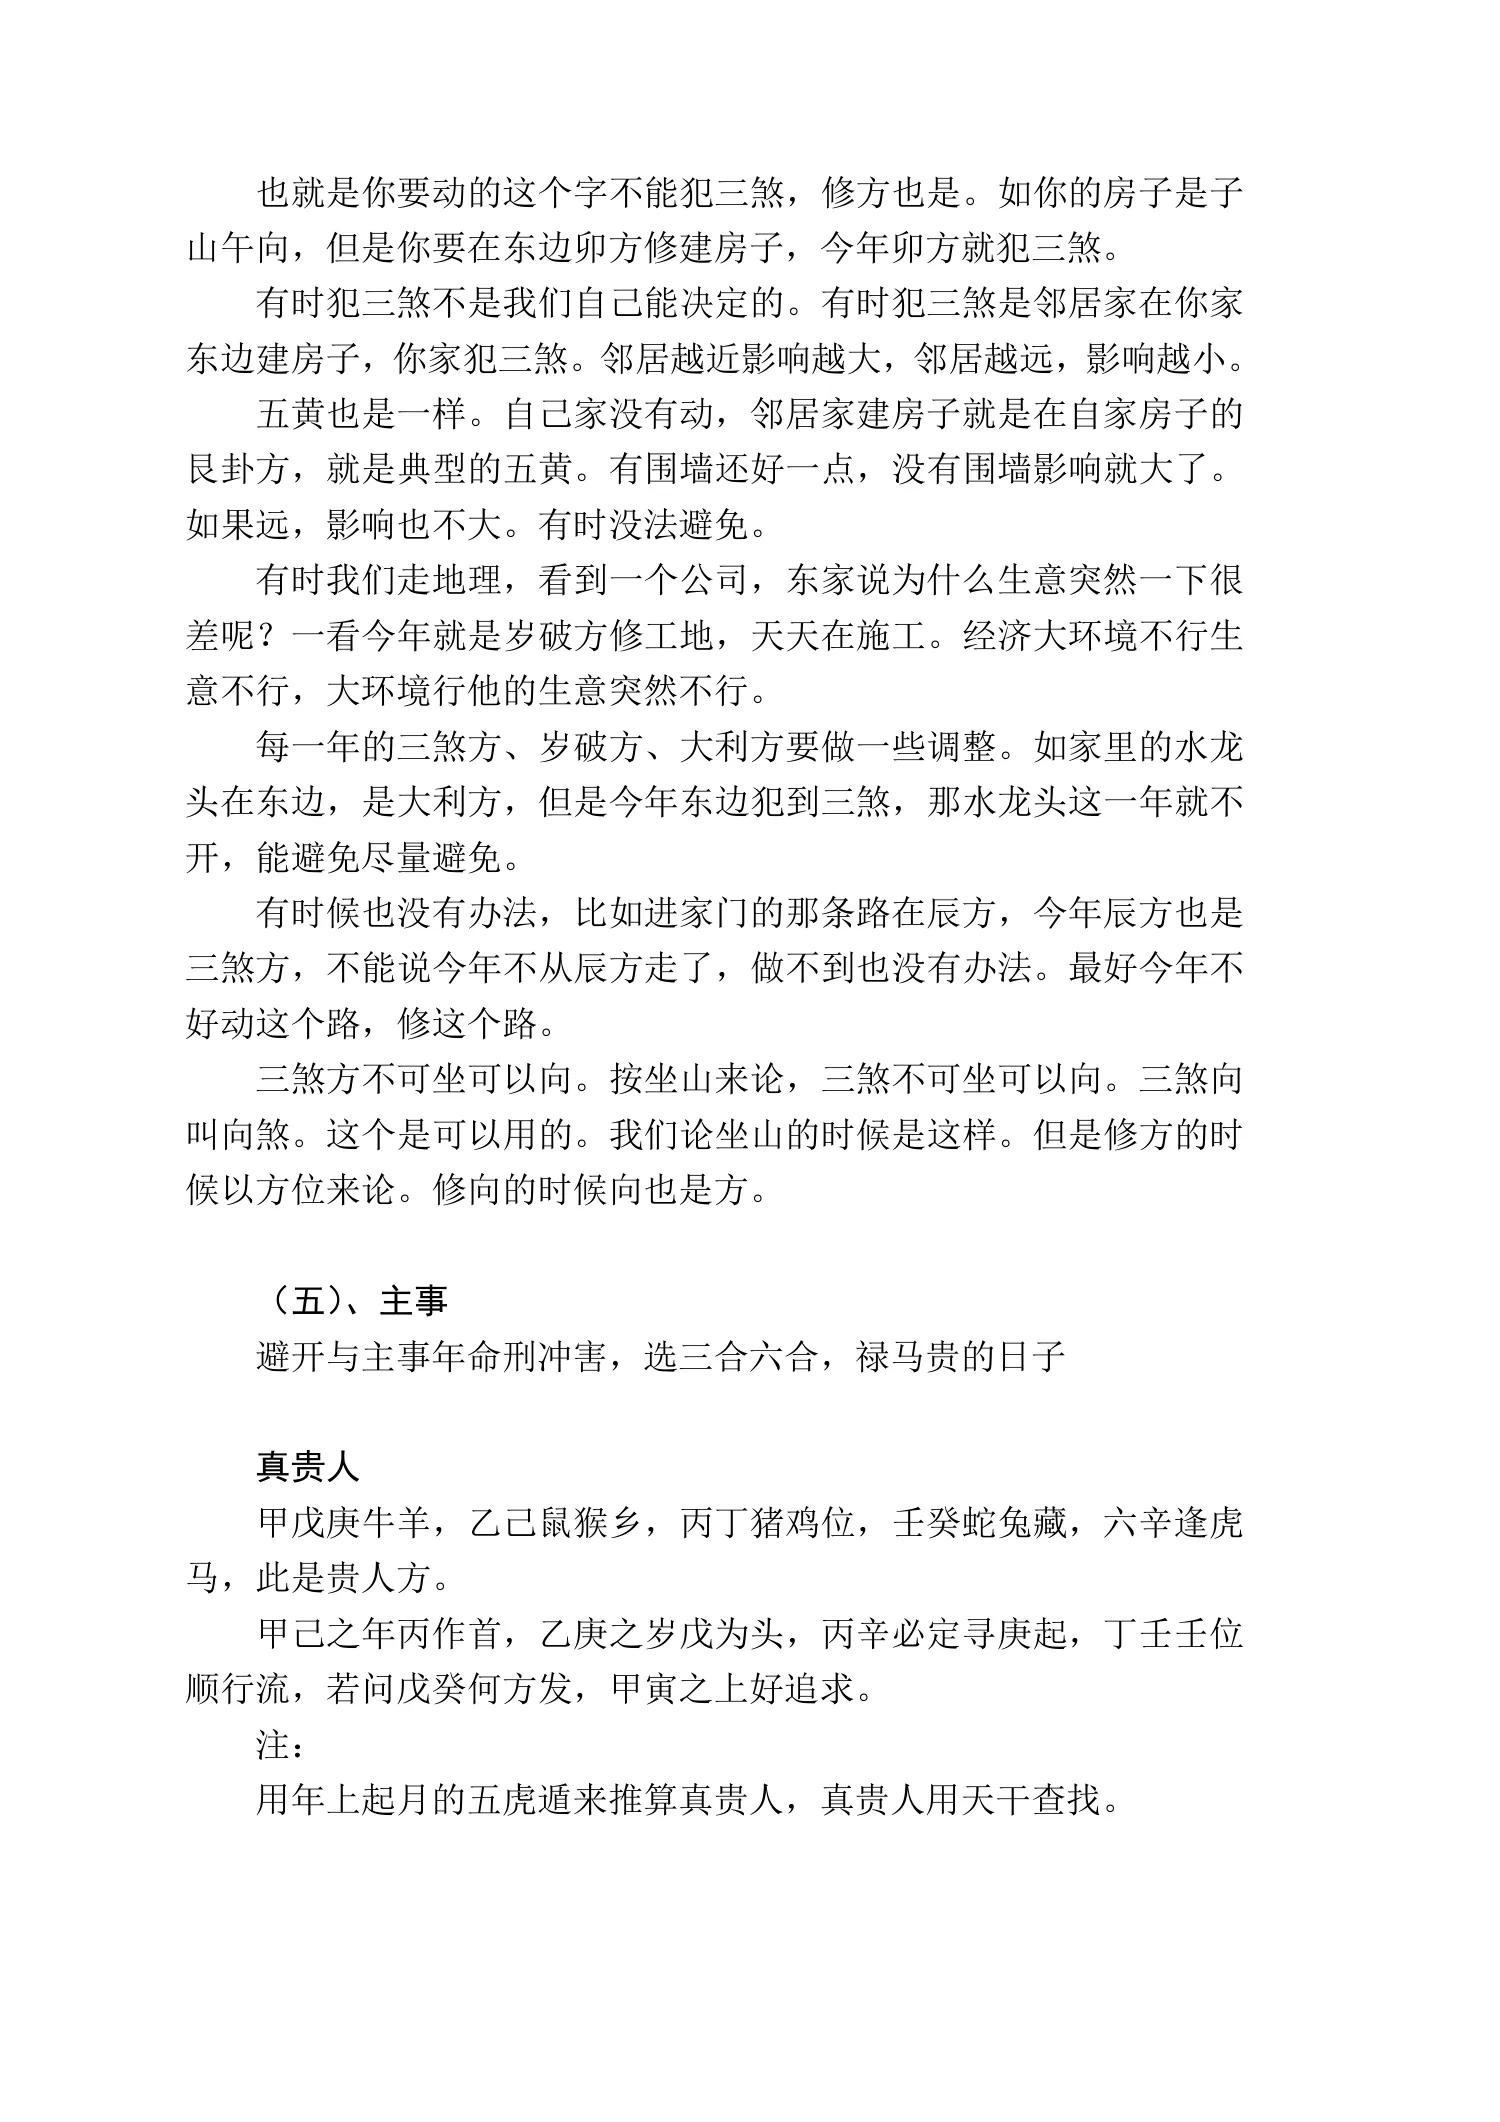 也就是你要动的这个字不能犯三煞，修方也是。如你的房子是子
山午向，但是你要在东边卯方修建房子，今年卯方就犯三煞。
有时犯三煞不是我们自己能决定的。有时犯三煞是邻居家在你家
东边建房子，你家犯三煞。邻居越近影响越大，邻居越远，影响越小。
五黄也是一样。自己家没有动，邻居家建房子就是在自家房子的
艮卦方，就是典型的五黄。有围墙还好一点，没有围墙影响就大了。
如果远，影响也不大。有时没法避免。
有时我们走地理，看到一个公司，东家说为什么生意突然一下很
差呢？一看今年就是岁破方修工地，天天在施工。经济大环境不行生
意不行，大环境行他的生意突然不行。
每一年的三煞方、岁破方、大利方要做一些调整。如家里的水龙
头在东边，是大利方，但是今年东边犯到三煞，那水龙头这一年就不
开，能避免尽量避免。
有时候也没有办法，比如进家门的那条路在辰方，今年辰方也是
三煞方，不能说今年不从辰方走了，做不到也没有办法。最好今年不
好动这个路，修这个路。
三煞方不可坐可以向。按坐山来论，三煞不可坐可以向。三煞向
叫向煞。这个是可以用的。我们论坐山的时候是这样。但是修方的时
候以方位来论。修向的时候向也是方。
（五）、主事
避开与主事年命刑冲害，选三合六合，禄马贵的日子
真贵人
甲戊庚牛羊，乙己鼠猴乡，丙丁猪鸡位，壬癸蛇兔藏，六辛逢虎
马，此是贵人方。
甲己之年丙作首，乙庚之岁戊为头，丙辛必定寻庚起，丁壬壬位
顺行流，若问戊癸何方发，甲寅之上好追求。
注：
用年上起月的五虎遁来推算真贵人，真贵人用天干查找。